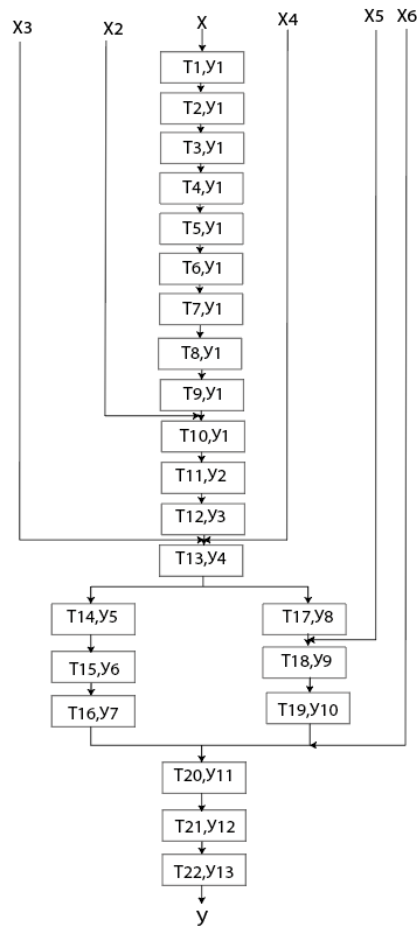 X3 X2 X X4 X5 X6
T1,У1
T2,У1
T3,У1
T4,У1
T5,У1
T6,У1
T7,У1
T8,У1
T9,У1
T10,У1
T11,У2
T12,У3
T13,У4
T14,У5 T17,У8
T15,У6 T18,У9
T16,У7 T19,У10
T20,У11
T21,У12
T22,У13
У